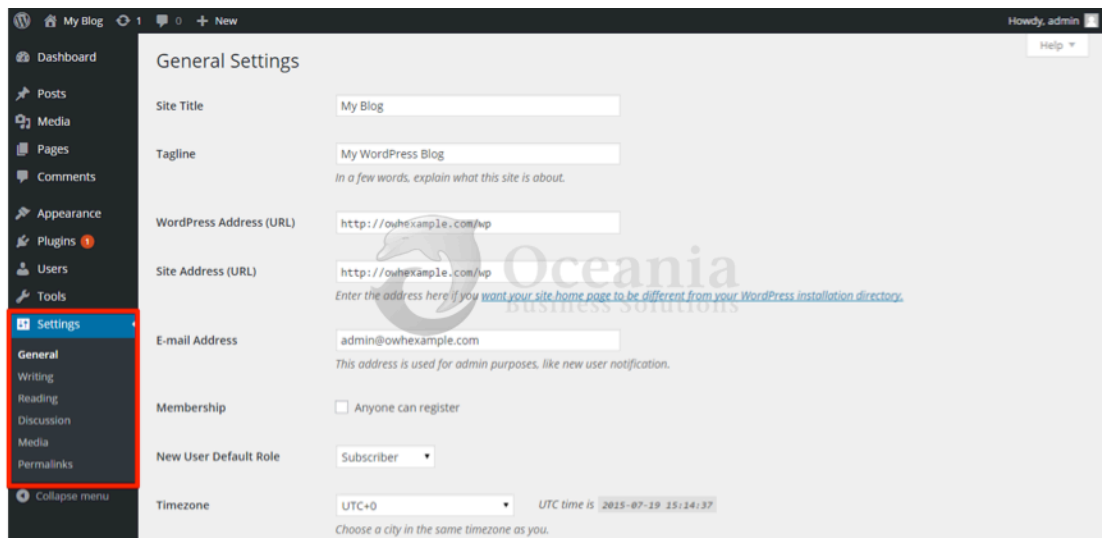 My Blog 1 0 + New Howdy, admin
Help
Dashboard
Posts
Media
Pages
Comments
Appearance
Plugins 1
Users
Tools
Settings
General
Writing
Reading
Discussion
Media
Permalinks
Collapse menu
General Settings
Site Title My Blog
Tagline My WordPress Blog
In a few words, explain what this site is about.
WordPress Address (URL) http://owhexample.com/wp
Site Address (URL) http://owhexample.com/wp
Enter the address here if you want your site home page to be different from your WordPress installation directory.
Oceania
Business Solutions
E-mail Address admin@owhexample.com
This address is used for admin purposes, like new user notification.
Membership Anyone can register
New User Default Role Subscriber
Timezone UTC+0 UTC time is 2015-07-19 15:14:37
Choose a city in the same timezone as you.